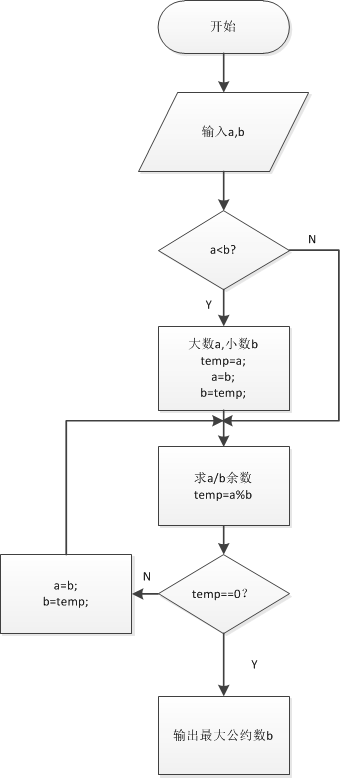 开始
输入a,b
a<b?
N
Y
大数a,小数b
temp=a;
a=b;
b=temp;
求a/b余数
temp=a%b
a=b;
b=temp;
N
temp==0?
Y
输出最大公约数b